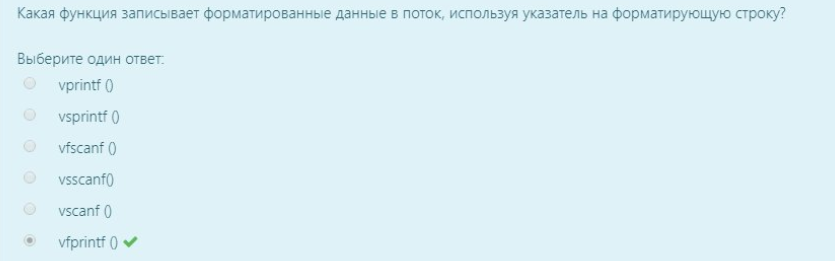 Какая функция записывает форматированные данные в поток, используя указатель на форматирующую строку?
Выберите один ответ:
vprintf ()
vsprintf ()
vfscanf ()
vsscanf()
vscanf ()
vfprintf ()